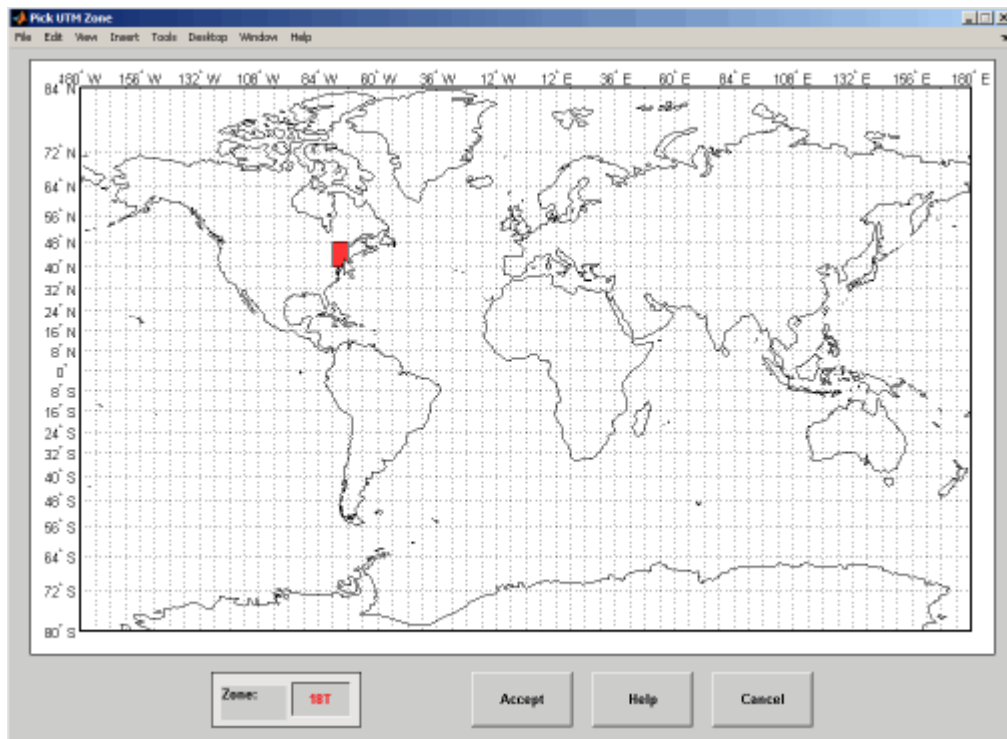 Pick UTM Zone
File Edit View Insert Tools Desktop Window Help
180° W 156° W 132° W 108° W 84° W 60° W 36° W 12° W 12° E 36° E 60° E 84° E 108° E 132° E 156° E 180° E
84° N
72° N
64° N
56° N
48° N
40° N
32° N
24° N
16° N
8° N
0°
8° S
16° S
24° S
32° S
40° S
48° S
56° S
64° S
72° S
80° S
Zone: 18T Accept Help Cancel